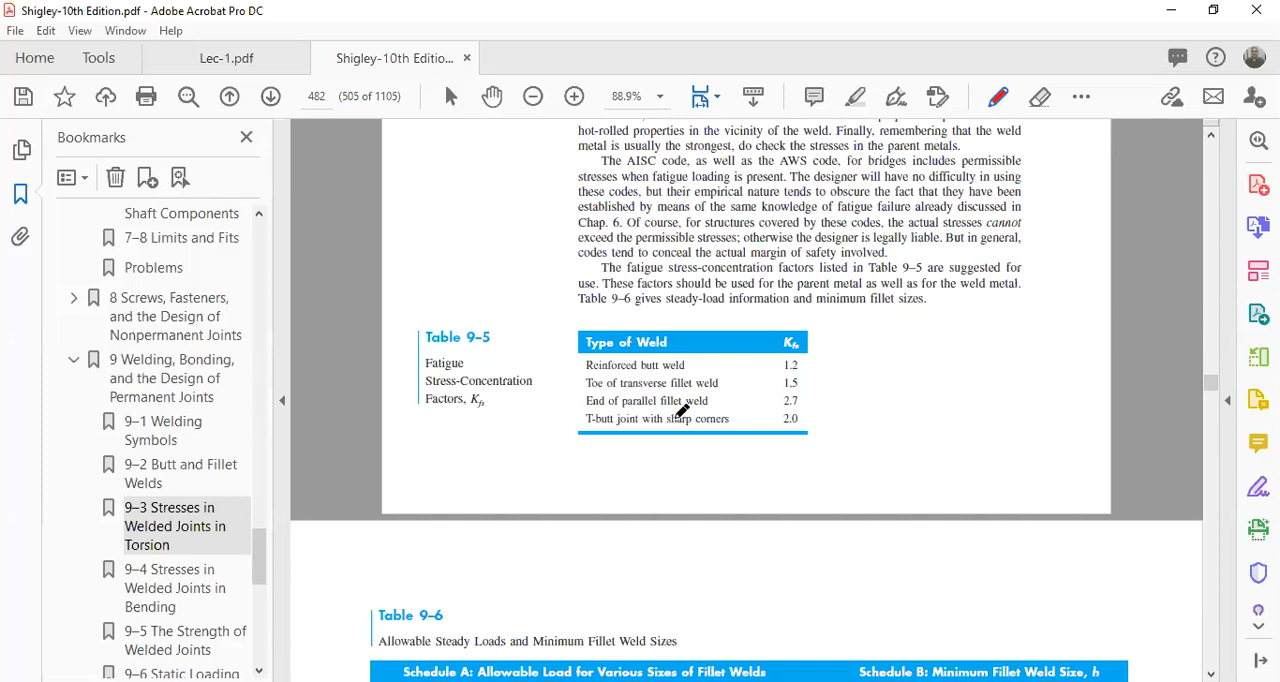 Shigley-10th Edition.pdf - Adobe Acrobat Pro DC
File Edit View Window Help
Home Tools Lec-1.pdf Shigley-10th Editio... ×
482 (505 of 1105) 88.9%
Bookmarks
Shaft Components
7–8 Limits and Fits
Problems
8 Screws, Fasteners,
and the Design of
Nonpermanent Joints
9 Welding, Bonding,
and the Design of
Permanent Joints
9–1 Welding
Symbols
9–2 Butt and Fillet
Welds
9–3 Stresses in
Welded Joints in
Torsion
9–4 Stresses in
Welded Joints in
Bending
9–5 The Strength of
Welded Joints
9–6 Static Loading
hot-rolled properties in the vicinity of the weld. Finally, remembering that the weld
metal is usually the strongest, do check the stresses in the parent metals.
The AISC code, as well as the AWS code, for bridges includes permissible
stresses when fatigue loading is present. The designer will have no difficulty in using
these codes, but their empirical nature tends to obscure the fact that they have been
established by means of the same knowledge of fatigue failure already discussed in
Chap. 6. Of course, for structures covered by these codes, the actual stresses cannot
exceed the permissible stresses; otherwise the designer is legally liable. But in general,
codes tend to conceal the actual margin of safety involved.
The fatigue stress-concentration factors listed in Table 9–5 are suggested for
use. These factors should be used for the parent metal as well as for the weld metal.
Table 9–6 gives steady-load information and minimum fillet sizes.
Table 9–5
Fatigue
Stress-Concentration
Factors, Kfs
Type of Weld Kfs
Reinforced butt weld 1.2
Toe of transverse fillet weld 1.5
End of parallel fillet weld 2.7
T-butt joint with sharp corners 2.0
Table 9–6
Allowable Steady Loads and Minimum Fillet Weld Sizes
Schedule A: Allowable Load for Various Sizes of Fillet Welds Schedule B: Minimum Fillet Weld Size, h